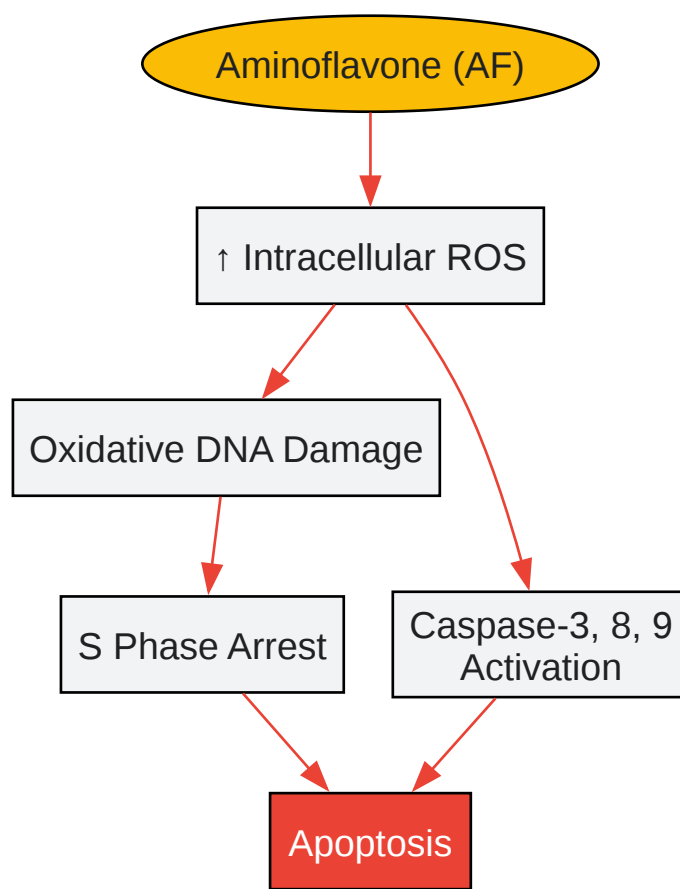 Aminoflavone (AF)
↑ Intracellular ROS
Oxidative DNA Damage
S Phase Arrest
Caspase-3, 8, 9
Activation
Apoptosis